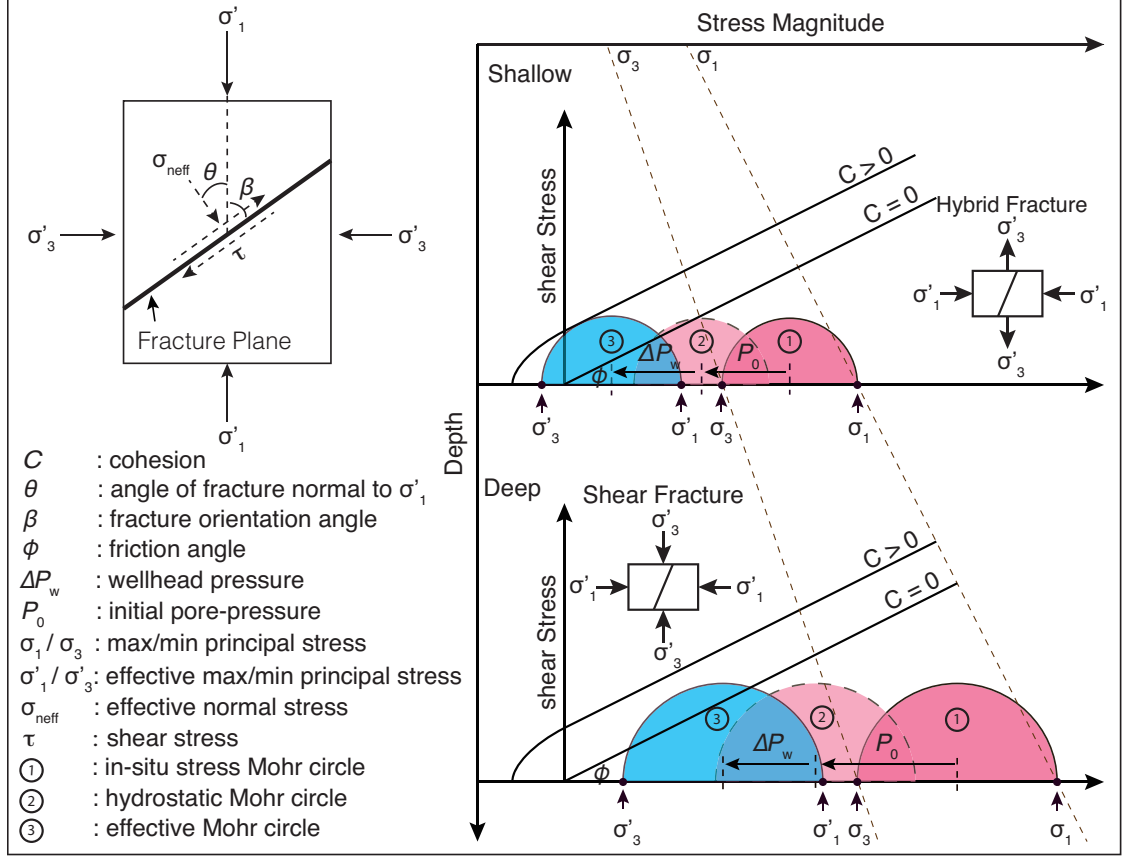 σ'₁
σ_neff
θ
β
σ'₃
σ'₃
τ
Fracture Plane
σ'₁
C : cohesion
θ : angle of fracture normal to σ'₁
β : fracture orientation angle
ϕ : friction angle
ΔP_w : wellhead pressure
P₀ : initial pore-pressure
σ₁ / σ₃ : max/min principal stress
σ'₁ / σ'₃ : effective max/min principal stress
σ_neff : effective normal stress
τ : shear stress
① : in-situ stress Mohr circle
② : hydrostatic Mohr circle
③ : effective Mohr circle
Stress Magnitude
σ₃
σ₁
Depth
Shallow
shear Stress
C > 0
C = 0
Hybrid Fracture
σ'₃
σ'₁
σ'₁
σ'₃
③
②
①
ΔP_w
P₀
ϕ
σ'₃
σ'₁
σ₃
σ₁
Deep
Shear Fracture
σ'₃
σ'₁
σ'₁
σ'₃
shear Stress
C > 0
C = 0
③
②
①
ΔP_w
P₀
ϕ
σ'₃
σ'₁
σ₃
σ₁